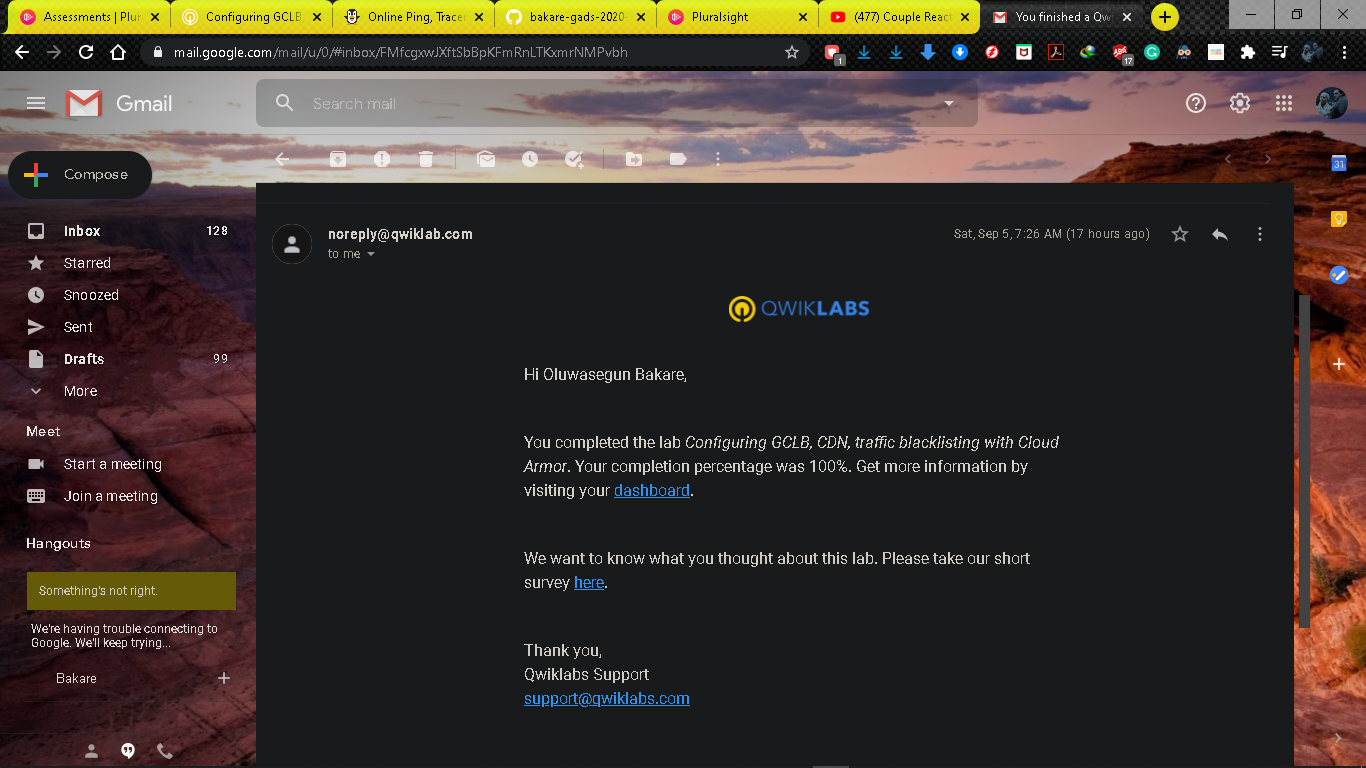 Assessments | Plur
Configuring GCLB
Online Ping, Tracer
bakare-gads-2020-
Pluralsight
(477) Couple React
You finished a Qw
mail.google.com/mail/u/0/#inbox/FMfcgxwJXftSbBpKFmRnLTKxmrNMPvbh
1
17
Gmail
Search mail
Compose
31
Inbox 128
Starred
Snoozed
Sent
Drafts 99
More
Meet
Start a meeting
Join a meeting
Hangouts
Something's not right.
We're having trouble connecting to
Google. We'll keep trying...
Bakare
noreply@qwiklab.com
to me
Sat, Sep 5, 7:26 AM (17 hours ago)
QWIKLABS
Hi Oluwasegun Bakare,
You completed the lab Configuring GCLB, CDN, traffic blacklisting with Cloud
Armor. Your completion percentage was 100%. Get more information by
visiting your dashboard.
We want to know what you thought about this lab. Please take our short
survey here.
Thank you,
Qwiklabs Support
support@qwiklabs.com